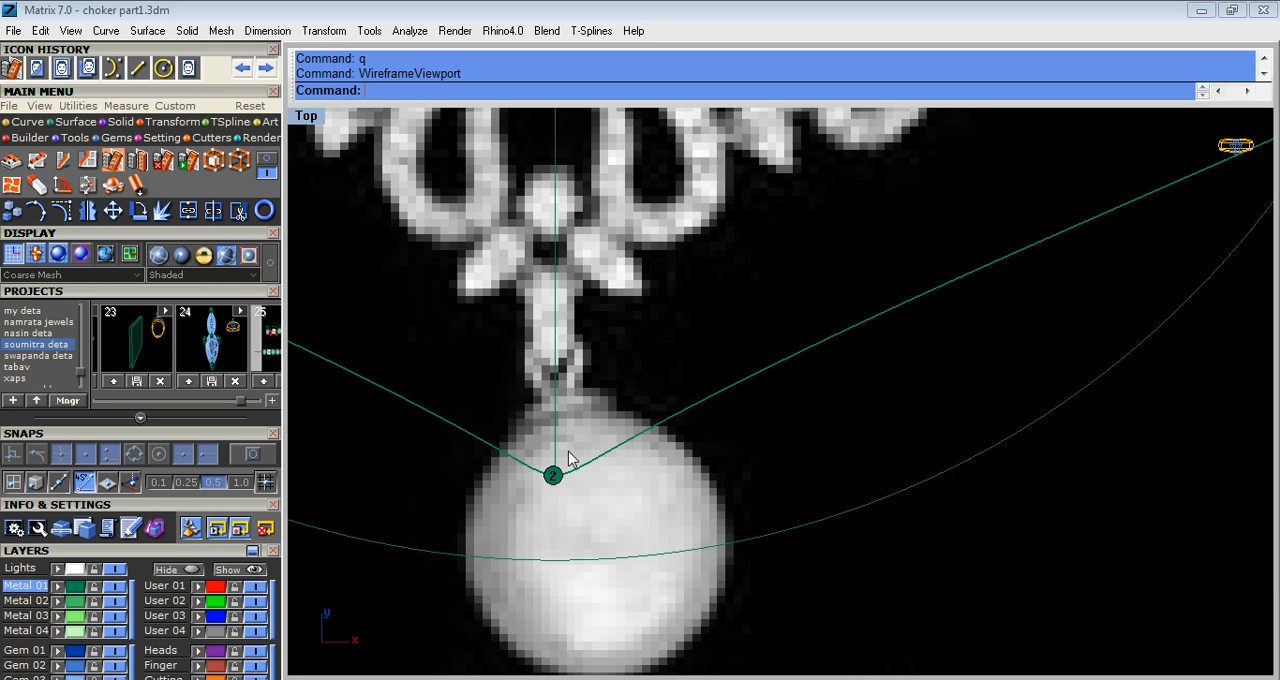 Matrix 7.0 - choker part1.3dm
File Edit View Curve Surface Solid Mesh Dimension Transform Tools Analyze Render Rhino4.0 Blend T-Splines Help
ICON HISTORY
Command: q
Command: WireframeViewport
Command:
MAIN MENU
File View Utilities Measure Custom Reset
Curve Surface Solid Transform TSpline Art
Builder Tools Gems Setting Cutters Render
Top
DISPLAY
Coarse Mesh Shaded
PROJECTS
my deta
namrata jewels
nasin deta
soumitra deta
swapanda deta
tabav
xaps
23 24 25
Mngr
SNAPS
45°
0.1 0.25 0.5 1.0
2
INFO & SETTINGS
LAYERS
Lights Hide Show
Metal 01 User 01
Metal 02 User 02
Metal 03 User 03
Metal 04 User 04
Gem 01 Heads
Gem 02 Finger
y
x